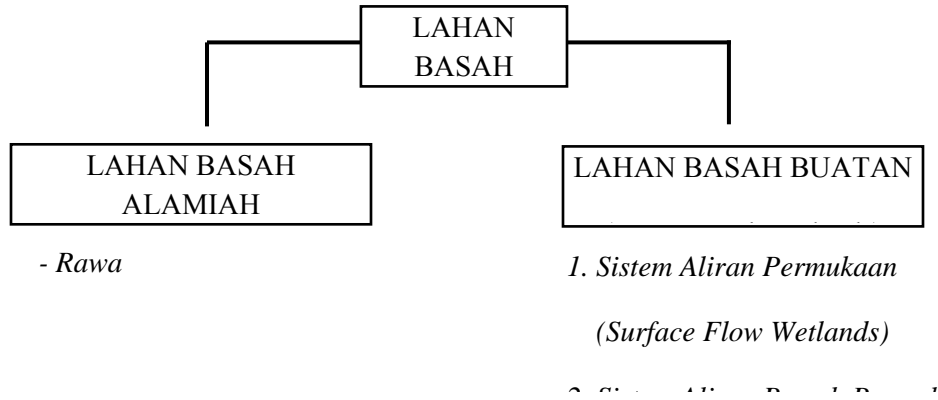 LAHAN
BASAH
LAHAN BASAH
ALAMIAH
- Rawa
LAHAN BASAH BUATAN
1. Sistem Aliran Permukaan
(Surface Flow Wetlands)